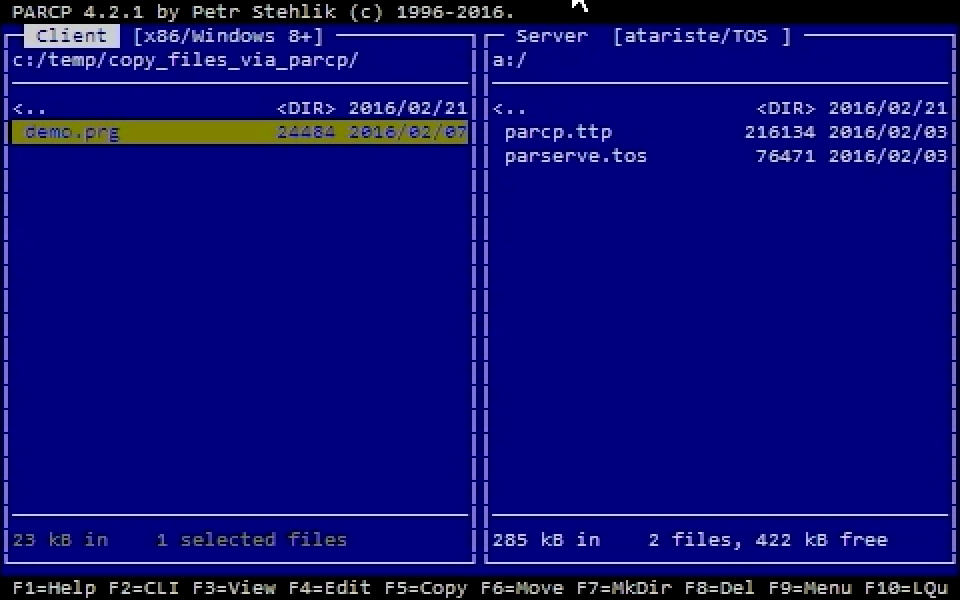 PARCP 4.2.1 by Petr Stehlik (c) 1996-2016.
Client [x86/Windows 8+]
c:/temp/copy_files_via_parcp/
<.. <DIR> 2016/02/21
demo.prg 24484 2016/02/07
23 kB in 1 selected files
Server [atariste/TOS ]
a:/
<.. <DIR> 2016/02/21
parcp.ttp 216134 2016/02/03
parserve.tos 76471 2016/02/03
285 kB in 2 files, 422 kB free
F1=Help F2=CLI F3=View F4=Edit F5=Copy F6=Move F7=MkDir F8=Del F9=Menu F10=LQu